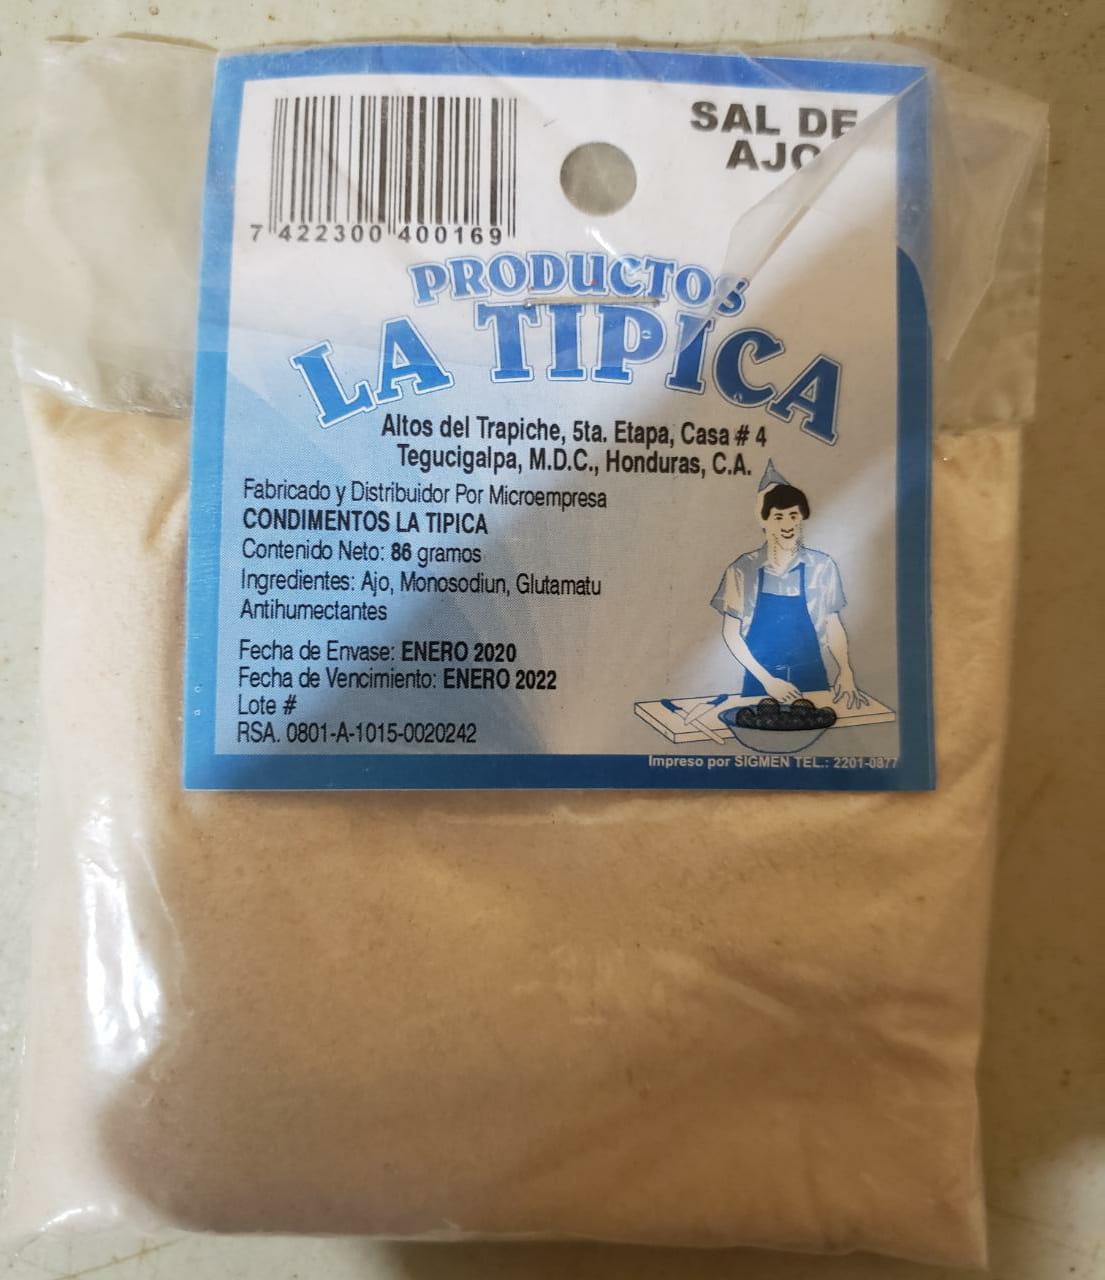 SAL DE
AJO
7 422300 400169
PRODUCTOS
LA TIPICA
Altos del Trapiche, 5ta. Etapa, Casa # 4
Tegucigalpa, M.D.C., Honduras, C.A.
Fabricado y Distribuidor Por Microempresa
CONDIMENTOS LA TIPICA
Contenido Neto: 86 gramos
Ingredientes: Ajo, Monosodiun, Glutamatu
Antihumectantes
Fecha de Envase: ENERO 2020
Fecha de Vencimiento: ENERO 2022
Lote #
RSA. 0801-A-1015-0020242
Impreso por SIGMEN TEL.: 2201-0877